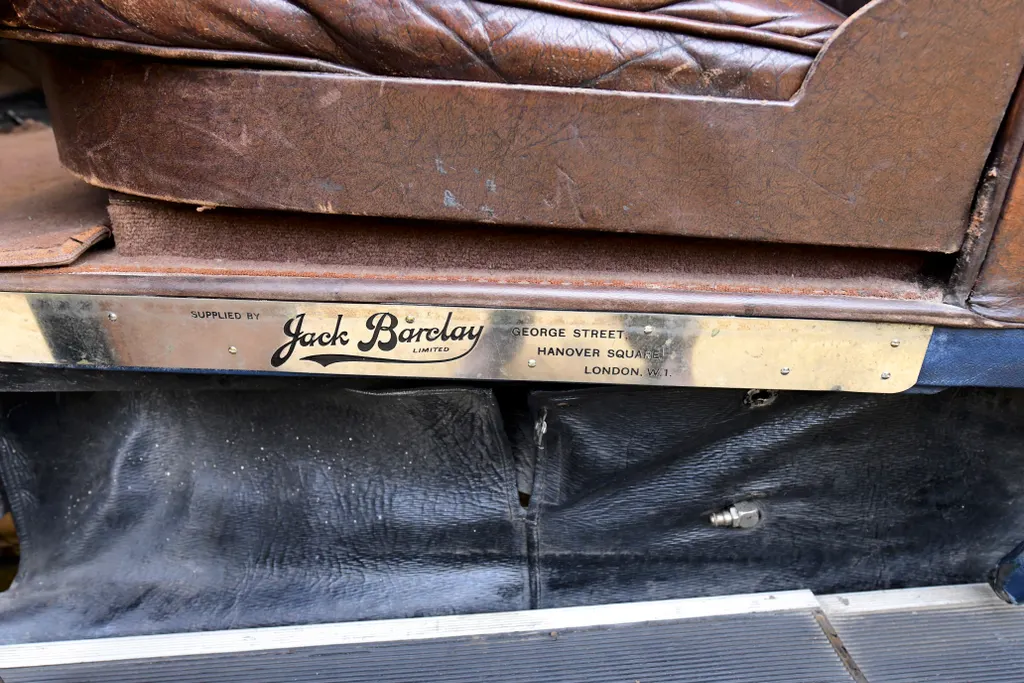 SUPPLIED BY
Jack Barclay
LIMITED
GEORGE STREET,
HANOVER SQUARE,
LONDON, W.1.